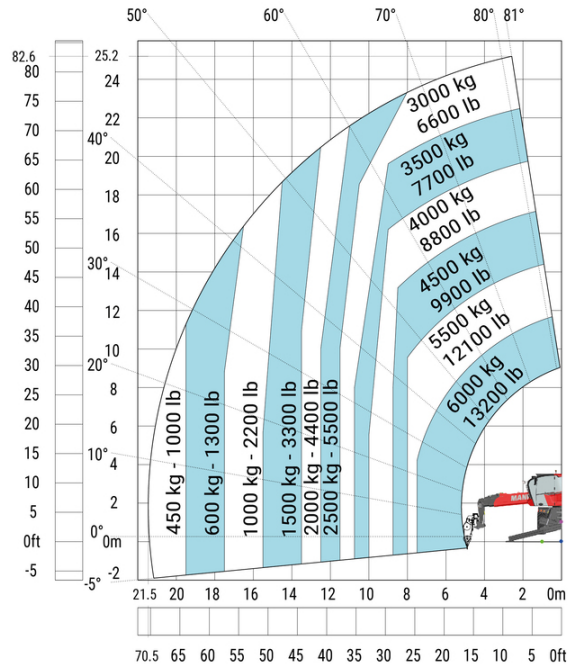 50° 60° 70° 80° 81°
82.6 25.2
80
24
75
22
70
40°
20
65
60
18
55
16
50
30°
14
45
12
40
35
10
30
20°
8
25
6
20
15
10°
4
10
2
5
0°
0ft 0m
-5
-2
-5°
3000 kg
6600 lb
3500 kg
7700 lb
4000 kg
8800 lb
4500 kg
9900 lb
5500 kg
12100 lb
6000 kg
13200 lb
450 kg - 1000 lb
600 kg - 1300 lb
1000 kg - 2200 lb
1500 kg - 3300 lb
2000 kg - 4400 lb
2500 kg - 5500 lb
MANI
21.5 20 18 16 14 12 10 8 6 4 2 0m
70.5 65 60 55 50 45 40 35 30 25 20 15 10 5 0ft